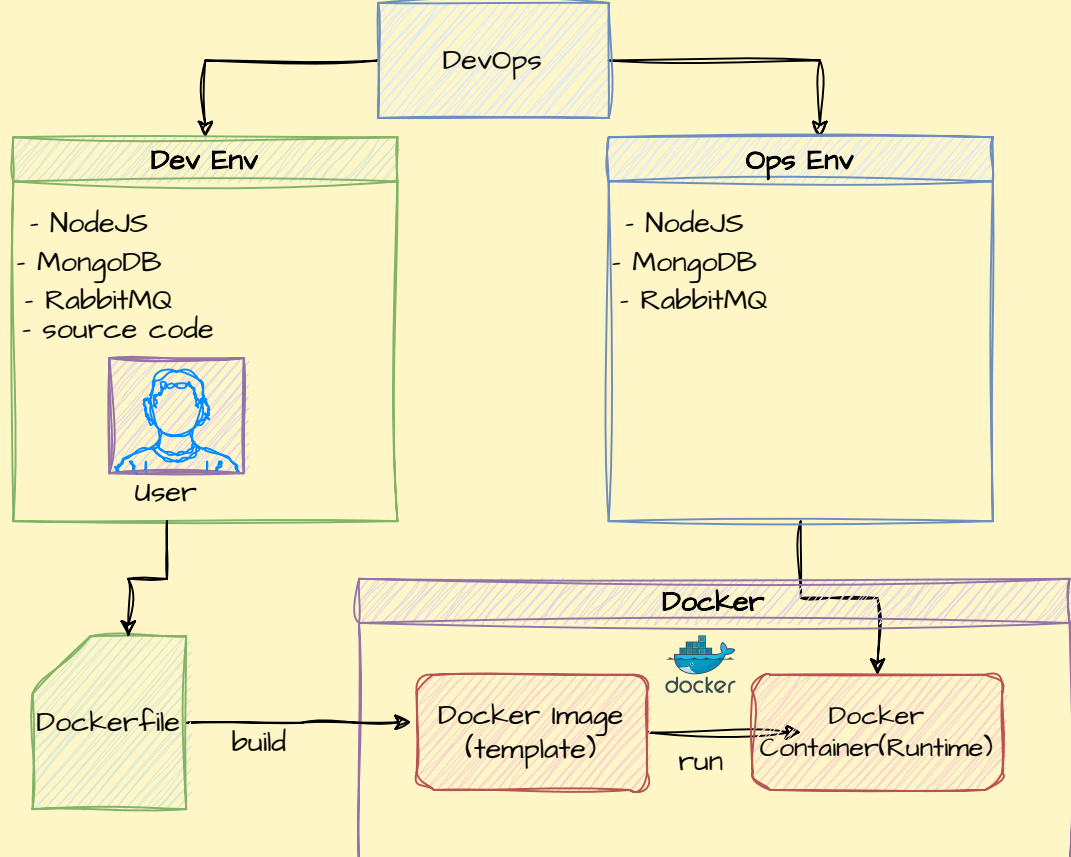 DevOps
Dev Env
- NodeJS
- MongoDB
- RabbitMQ
- source code
User
Ops Env
- NodeJS
- MongoDB
- RabbitMQ
Docker
docker
Dockerfile
build
Docker Image
(template)
run
Docker
Container(Runtime)